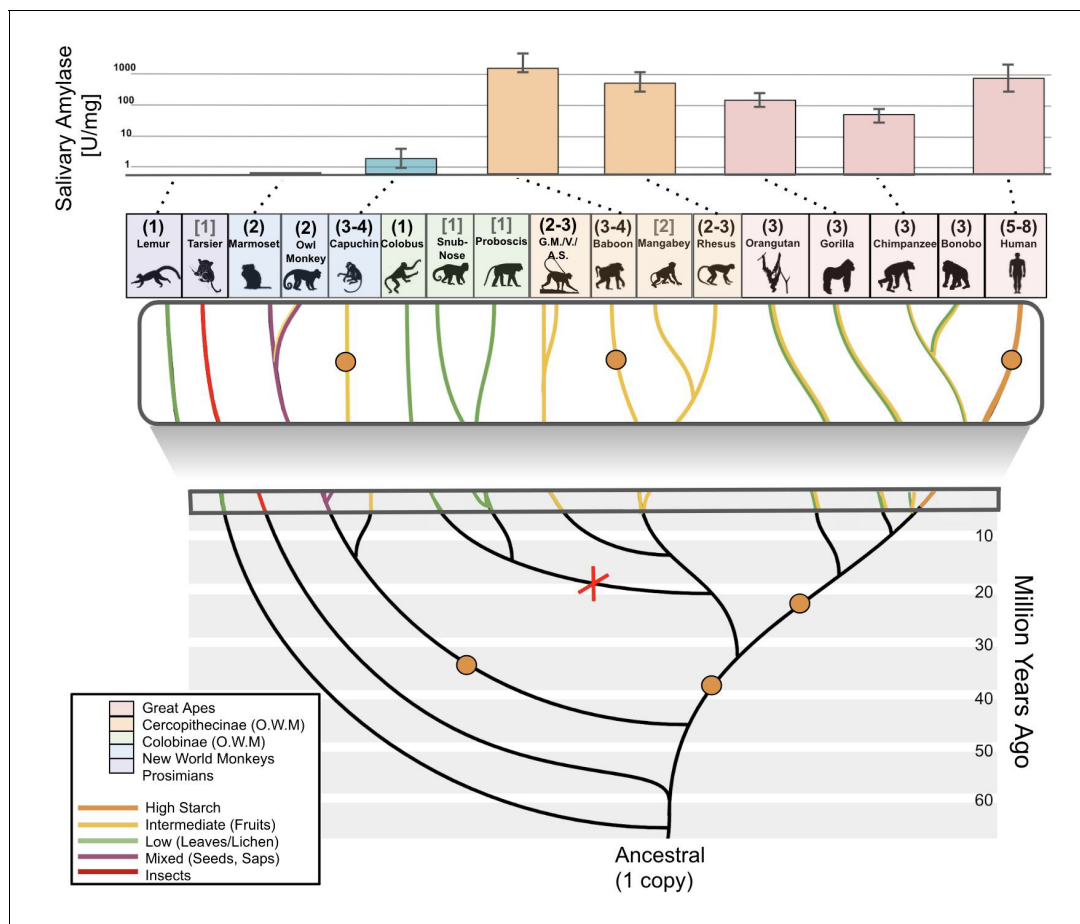 Salivary Amylase
[U/mg]
1000
100
10
1
(1)
Lemur
[1]
Tarsier
(2)
Marmoset
(2)
Owl
Monkey
(3-4)
Capuchin
(1)
Colobus
[1]
Snub-
Nose
[1]
Proboscis
(2-3)
G.M./V./
A.S.
(3-4)
Baboon
[2]
Mangabey
(2-3)
Rhesus
(3)
Orangutan
(3)
Gorilla
(3)
Chimpanzee
(3)
Bonobo
(5-8)
Human
10
20
30
40
50
60
Million Years Ago
Great Apes
Cercopithecinae (O.W.M)
Colobinae (O.W.M)
New World Monkeys
Prosimians
High Starch
Intermediate (Fruits)
Low (Leaves/Lichen)
Mixed (Seeds, Saps)
Insects
Ancestral
(1 copy)